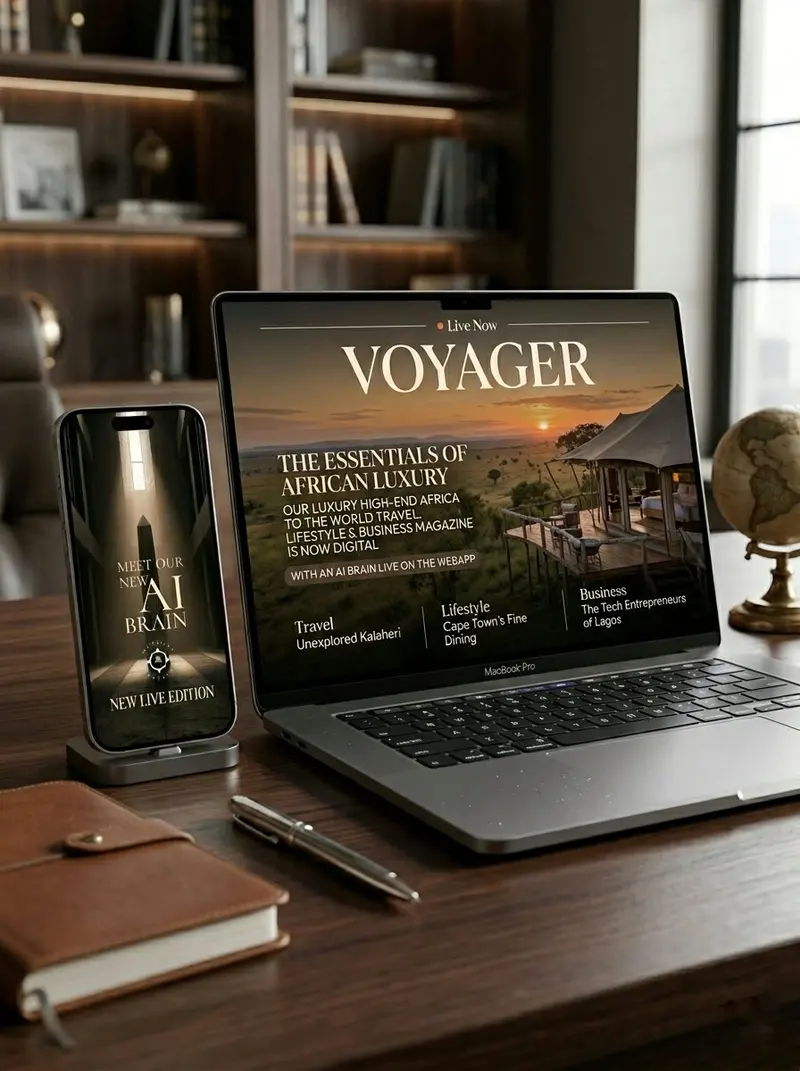 Live Now
VOYAGER
THE ESSENTIALS OF
AFRICAN LUXURY
OUR LUXURY HIGH-END AFRICA
TO THE WORLD TRAVEL.
LIFESTYLE & BUSINESS MAGAZINE
IS NOW DIGITAL
WITH AN AI BRAIN LIVE ON THE WEBAPP
Travel
Unexplored Kalaheri
Lifestyle
Cape Town's Fine
Dining
Business
The Tech Entrepreneurs
of Lagos
MacBook Pro
MEET OUR
NEW AI
BRAIN
NEW LIVE EDITION